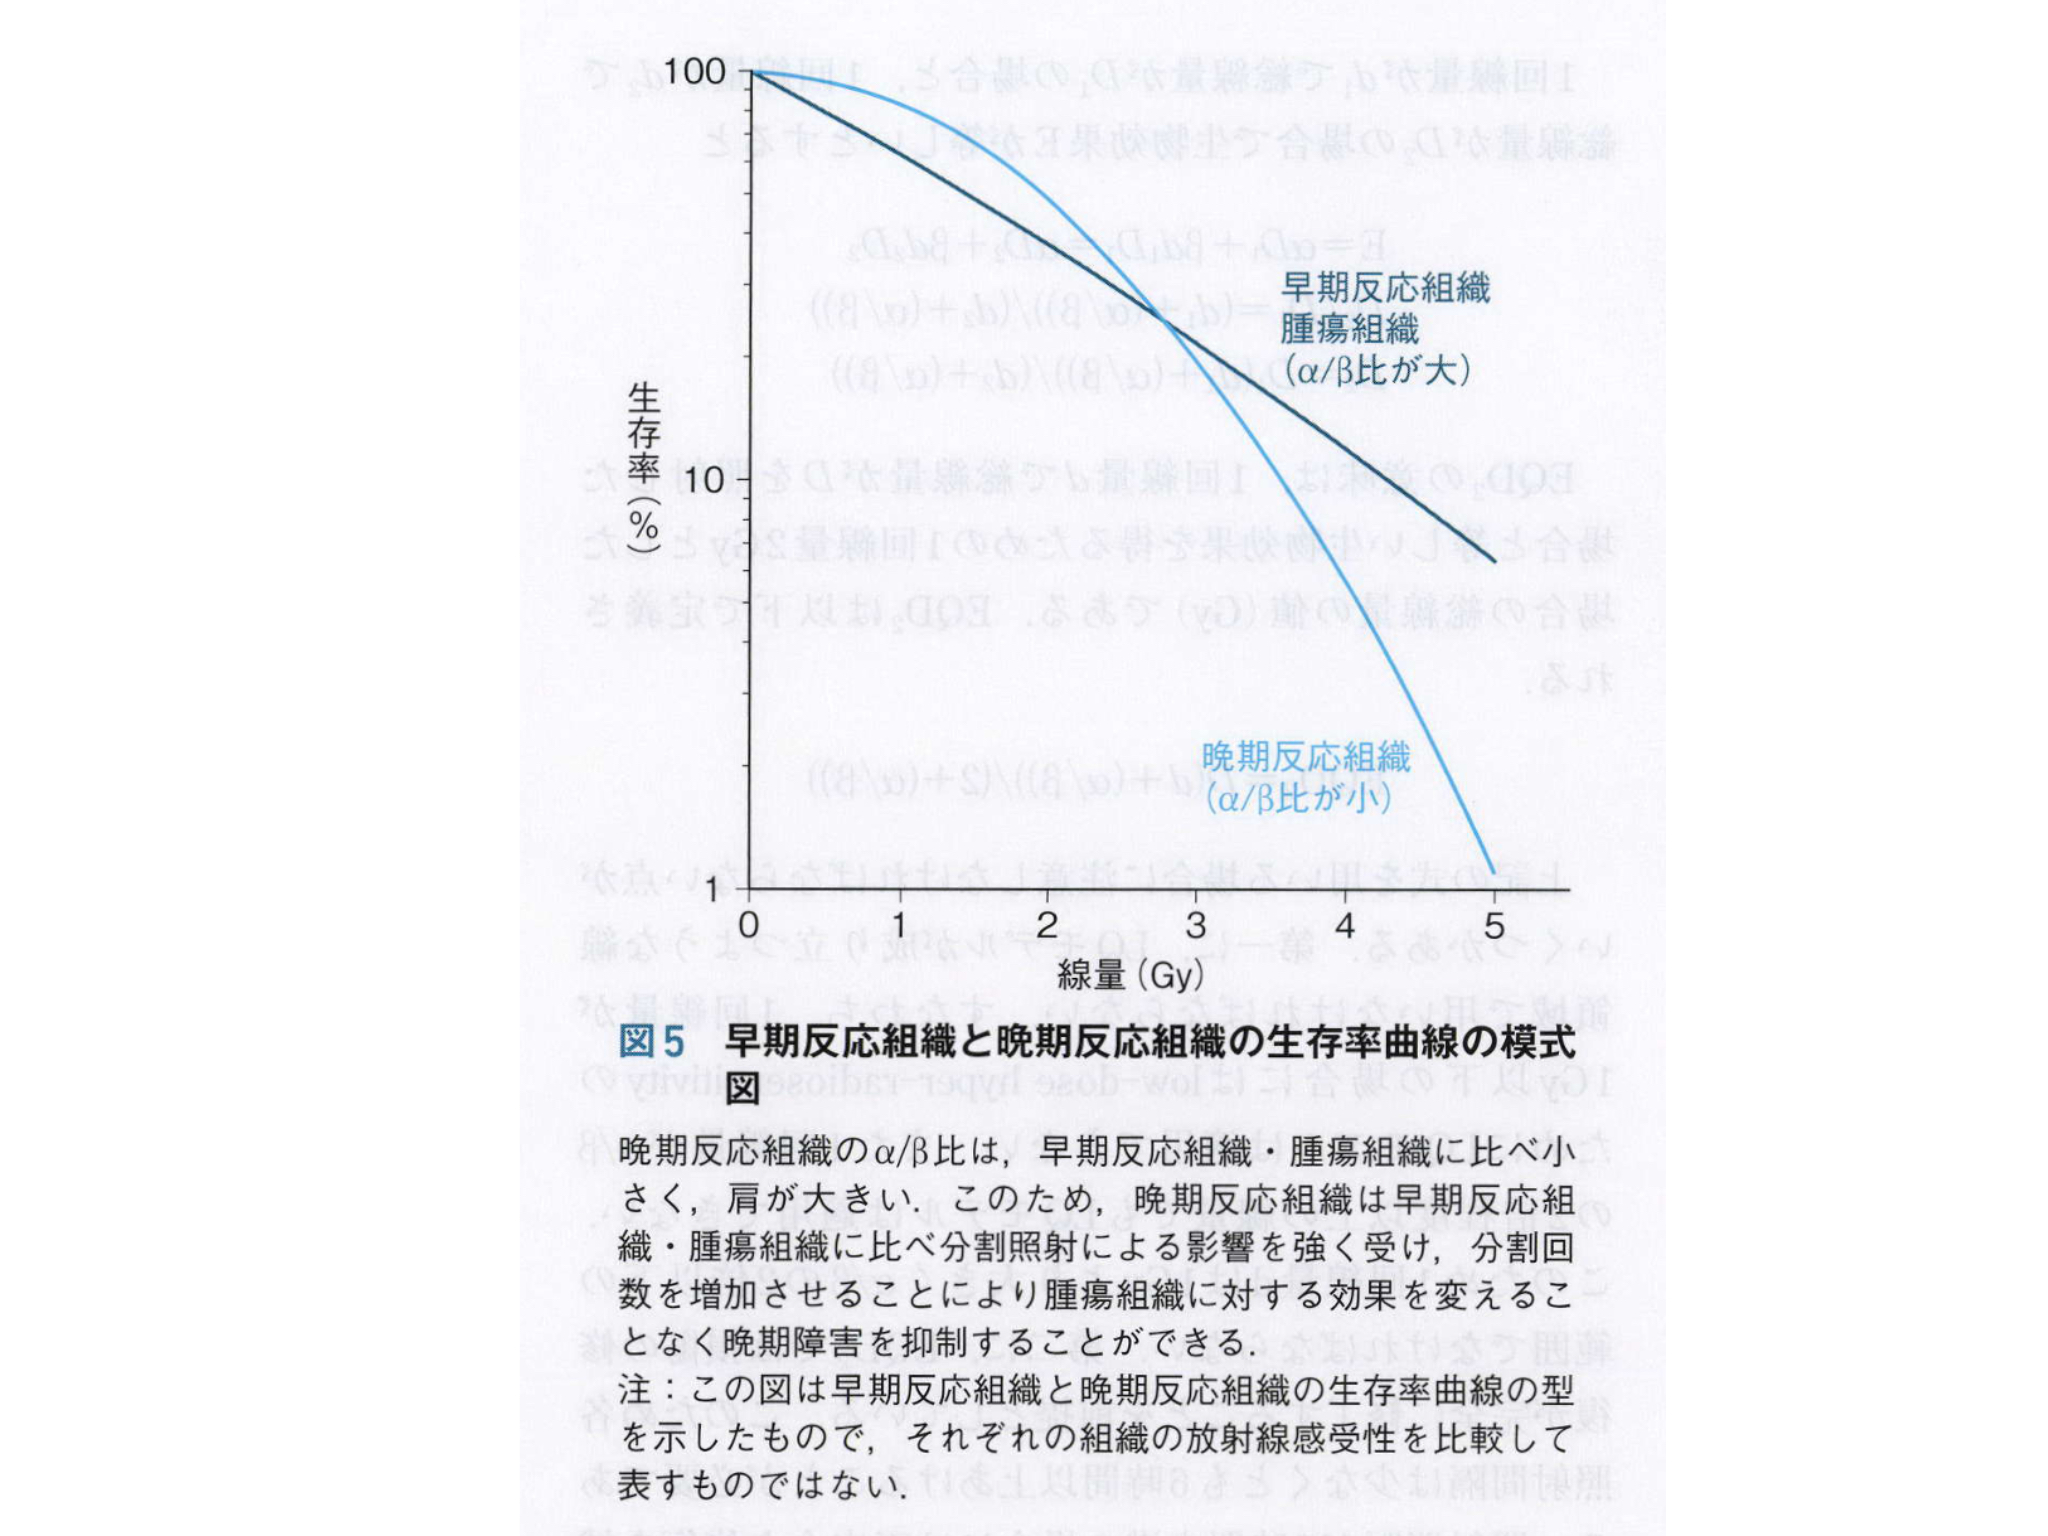 100
10
1
生存率(%)
早期反応組織
腫瘍組織
(α/β比が大)
晩期反応組織
(α/β比が小)
0 1 2 3 4 5
線量(Gy)
図5 早期反応組織と晩期反応組織の生存率曲線の模式
図
晩期反応組織のα/β比は,早期反応組織・腫瘍組織に比べ小
さく,肩が大きい.このため,晩期反応組織は早期反応組
織・腫瘍組織に比べ分割照射による影響を強く受け,分割回
数を増加させることにより腫瘍組織に対する効果を変えるこ
となく晩期障害を抑制することができる.
注:この図は早期反応組織と晩期反応組織の生存率曲線の型
を示したもので,それぞれの組織の放射線感受性を比較して
表すものではない.